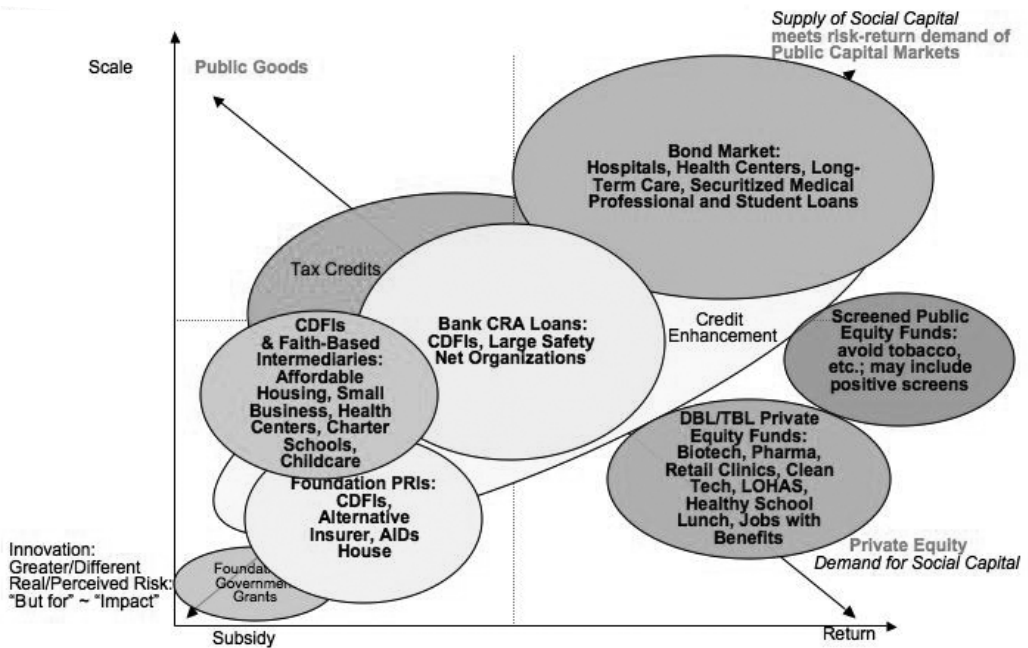 Supply of Social Capital
meets risk-return demand of
Public Capital Markets
Scale
Public Goods
Bond Market:
Hospitals, Health Centers, Long-
Term Care, Securitized Medical
Professional and Student Loans
Tax Credits
Bank CRA Loans:
CDFIs, Large Safety
Net Organizations
Credit
Enhancement
Screened Public
Equity Funds:
avoid tobacco,
etc.; may include
positive screens
CDFIs
& Faith-Based
Intermediaries:
Affordable
Housing, Small
Business, Health
Centers, Charter
Schools,
Childcare
DBL/TBL Private
Equity Funds:
Biotech, Pharma,
Retail Clinics, Clean
Tech, LOHAS,
Healthy School
Lunch, Jobs with
Benefits
Foundation PRIs:
CDFIs,
Alternative
Insurer, AIDs
House
Innovation:
Greater/Different
Real/Perceived Risk:
“But for” ~ “Impact”
Foundation
Government
Grants
Private Equity
Demand for Social Capital
Subsidy
Return